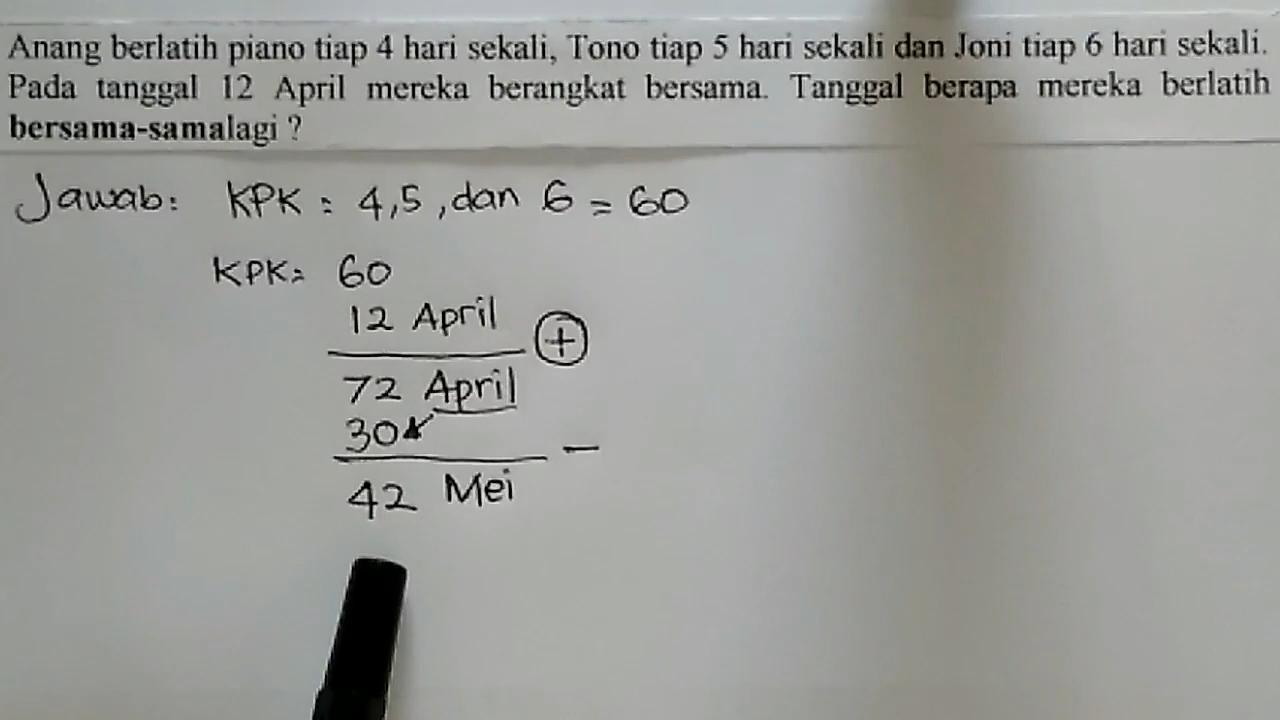 Anang berlatih piano tiap 4 hari sekali, Tono tiap 5 hari sekali dan Joni tiap 6 hari sekali.
Pada tanggal 12 April mereka berangkat bersama. Tanggal berapa mereka berlatih
bersama-samalagi ?
Jawab: KPK : 4,5, dan 6 = 60
KPK= 60
12 April +
72 April
30 -
42 Mei